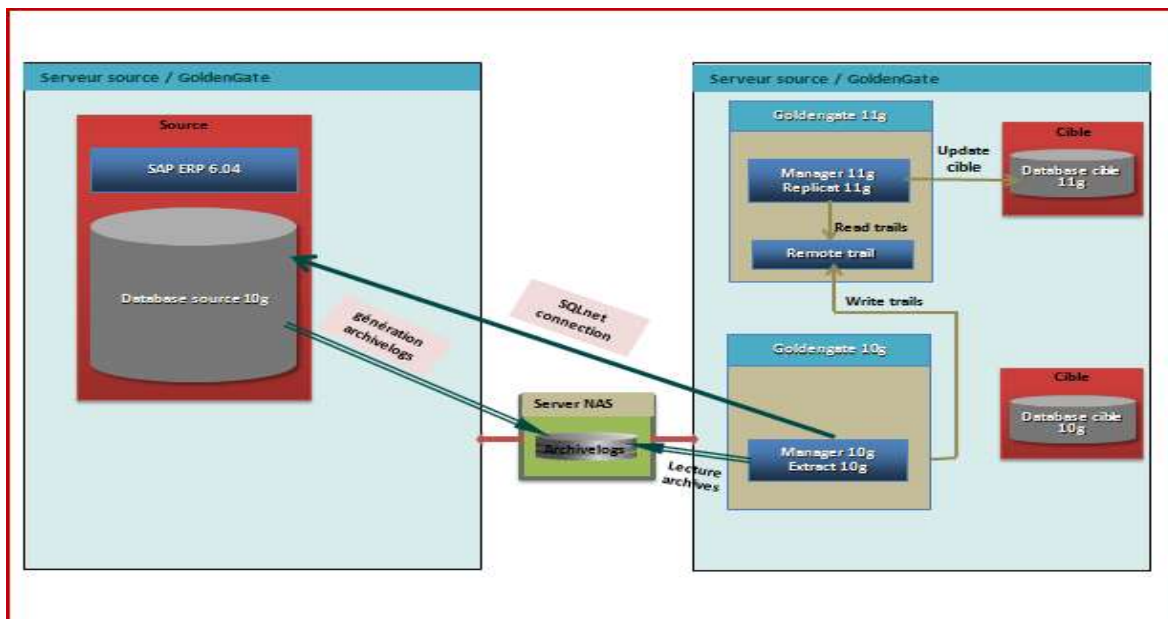 Serveur source / GoldenGate
Source
SAP ERP 6.04
Database source 10g
génération
archivelogs
SQLnet
connection
Server NAS
Archivelogs
Lecture
archives
Serveur source / GoldenGate
Goldengate 11g
Manager 11g
Replicat 11g
Read trails
Remote trail
Update
cible
Cible
Database cible
11g
Write trails
Goldengate 10g
Manager 10g
Extract 10g
Cible
Database cible
10g